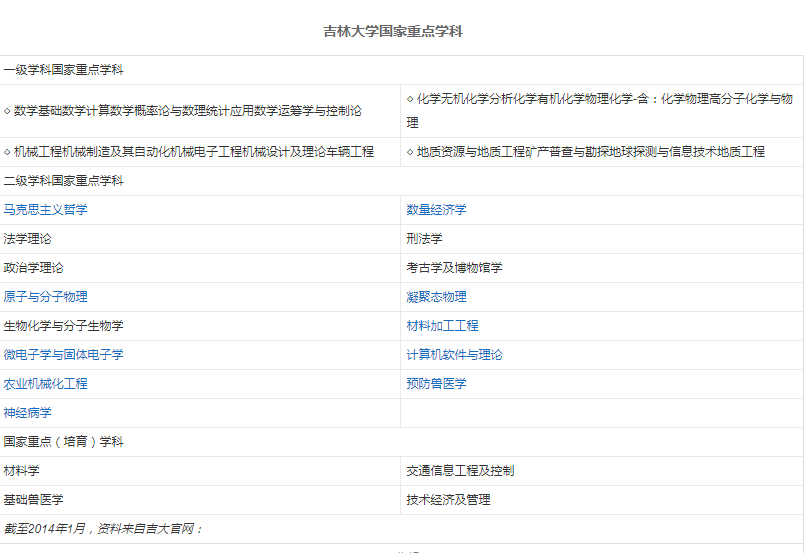 吉林大学国家重点学科
一级学科国家重点学科
○ 数学基础数学计算数学概率论与数理统计应用数学运筹学与控制论
○ 化学无机化学分析化学有机化学物理化学-含：化学物理高分子化学与物
理
○ 机械工程机械制造及其自动化机械电子工程机械设计及理论车辆工程
○ 地质资源与地质工程矿产普查与勘探地球探测与信息技术地质工程
二级学科国家重点学科
马克思主义哲学
数量经济学
法学理论
刑法学
政治学理论
考古学及博物馆学
原子与分子物理
凝聚态物理
生物化学与分子生物学
材料加工工程
微电子学与固体电子学
计算机软件与理论
农业机械化工程
预防兽医学
神经病学
国家重点（培育）学科
材料学
交通信息工程及控制
基础兽医学
技术经济及管理
截至2014年1月，资料来自吉大官网：